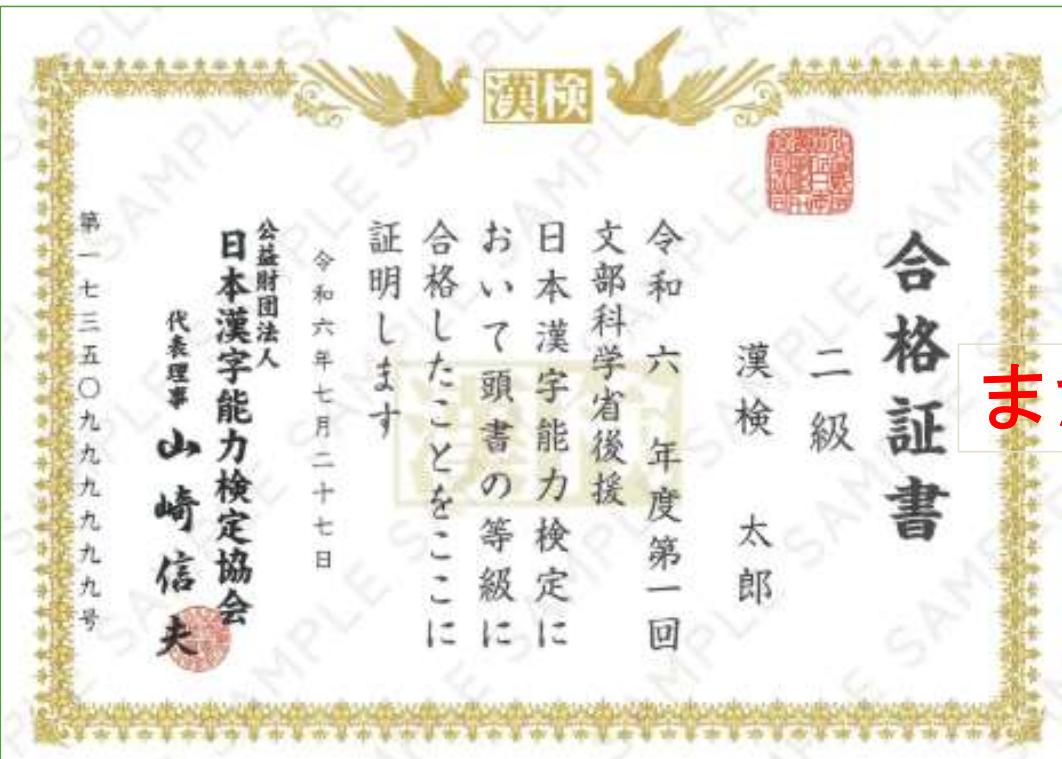 漢検
合格証書
二級
漢検 太郎
令和 六 年度第一回
文部科学省後援
日本漢字能力検定に
おいて頭書の等級に
合格したことをここに
証明します
令和六年七月二十七日
公益財団法人
日本漢字能力検定協会
代表理事 山崎信夫
第一七三五〇九九九九九九九号
ま
SAMPLE